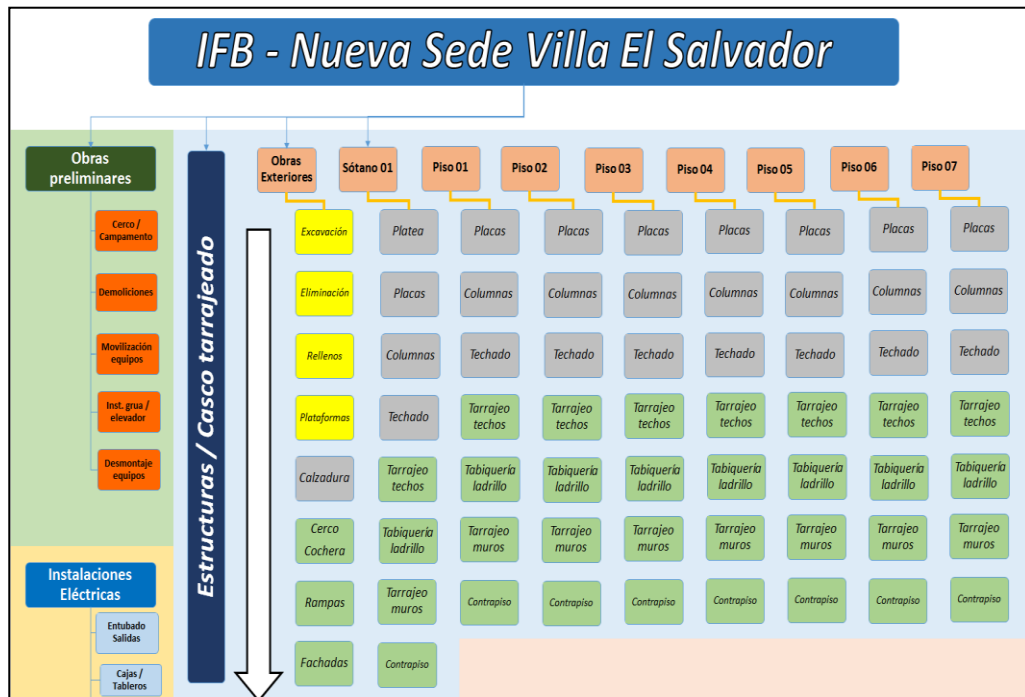 IFB - Nueva Sede Villa El Salvador
Obras
preliminares
Cerco /
Campamento
Demoliciones
Movilización
equipos
Inst. grua /
elevador
Desmontaje
equipos
Instalaciones
Eléctricas
Entubado
Salidas
Cajas /
Tableros
Estructuras / Casco tarrajeado
Obras
Exteriores
Sótano 01
Piso 01
Piso 02
Piso 03
Piso 04
Piso 05
Piso 06
Piso 07
Excavación
Platea
Placas
Placas
Placas
Placas
Placas
Placas
Placas
Eliminación
Placas
Columnas
Columnas
Columnas
Columnas
Columnas
Columnas
Columnas
Rellenos
Columnas
Techado
Techado
Techado
Techado
Techado
Techado
Techado
Plataformas
Techado
Tarrajeo
techos
Tarrajeo
techos
Tarrajeo
techos
Tarrajeo
techos
Tarrajeo
techos
Tarrajeo
techos
Tarrajeo
techos
Calzadura
Tarrajeo
techos
Tabiquería
ladrillo
Tabiquería
ladrillo
Tabiquería
ladrillo
Tabiquería
ladrillo
Tabiquería
ladrillo
Tabiquería
ladrillo
Tabiquería
ladrillo
Cerco
Cochera
Tabiquería
ladrillo
Tarrajeo
muros
Tarrajeo
muros
Tarrajeo
muros
Tarrajeo
muros
Tarrajeo
muros
Tarrajeo
muros
Tarrajeo
muros
Rampas
Tarrajeo
muros
Contrapiso
Contrapiso
Contrapiso
Contrapiso
Contrapiso
Contrapiso
Contrapiso
Fachadas
Contrapiso